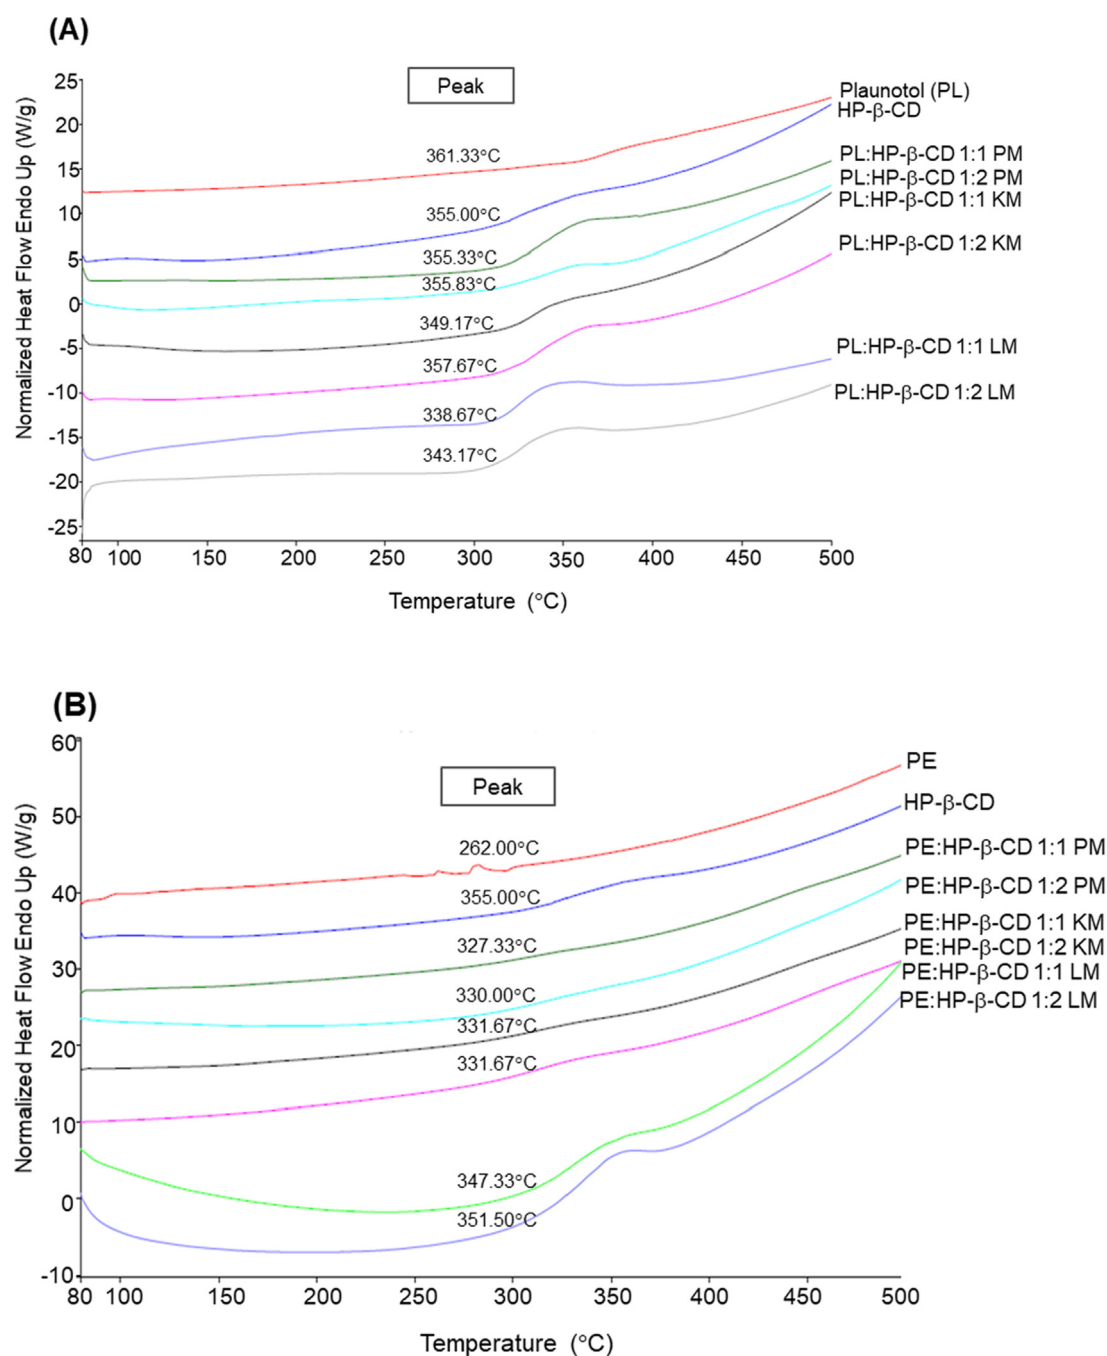 (A)
Normalized Heat Flow Endo Up (W/g)
25
20
15
10
5
0
-5
-10
-15
-20
-25
Peak
361.33°C
355.00°C
355.33°C
355.83°C
349.17°C
357.67°C
338.67°C
343.17°C
Plaunotol (PL)
HP-β-CD
PL:HP-β-CD 1:1 PM
PL:HP-β-CD 1:2 PM
PL:HP-β-CD 1:1 KM
PL:HP-β-CD 1:2 KM
PL:HP-β-CD 1:1 LM
PL:HP-β-CD 1:2 LM
80 100 150 200 250 300 350 400 450 500
Temperature (°C)
(B)
Normalized Heat Flow Endo Up (W/g)
60
50
40
30
20
10
0
-10
Peak
262.00°C
355.00°C
327.33°C
330.00°C
331.67°C
331.67°C
347.33°C
351.50°C
PE
HP-β-CD
PE:HP-β-CD 1:1 PM
PE:HP-β-CD 1:2 PM
PE:HP-β-CD 1:1 KM
PE:HP-β-CD 1:2 KM
PE:HP-β-CD 1:1 LM
PE:HP-β-CD 1:2 LM
80 100 150 200 250 300 350 400 450 500
Temperature (°C)